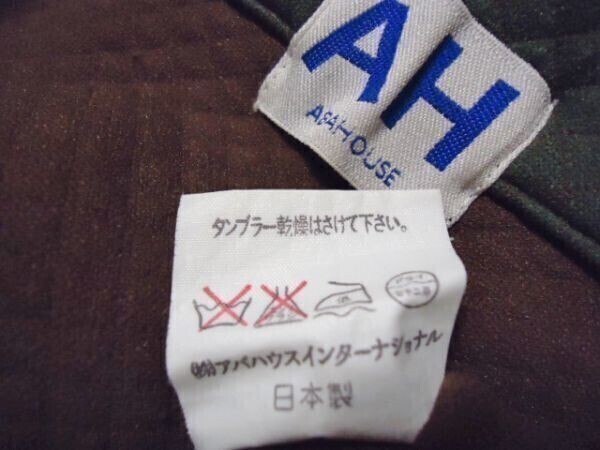 AH
ABAHOUSE
タンブラー乾燥はさけて下さい。
㈱アバハウスインターナショナル
日本製